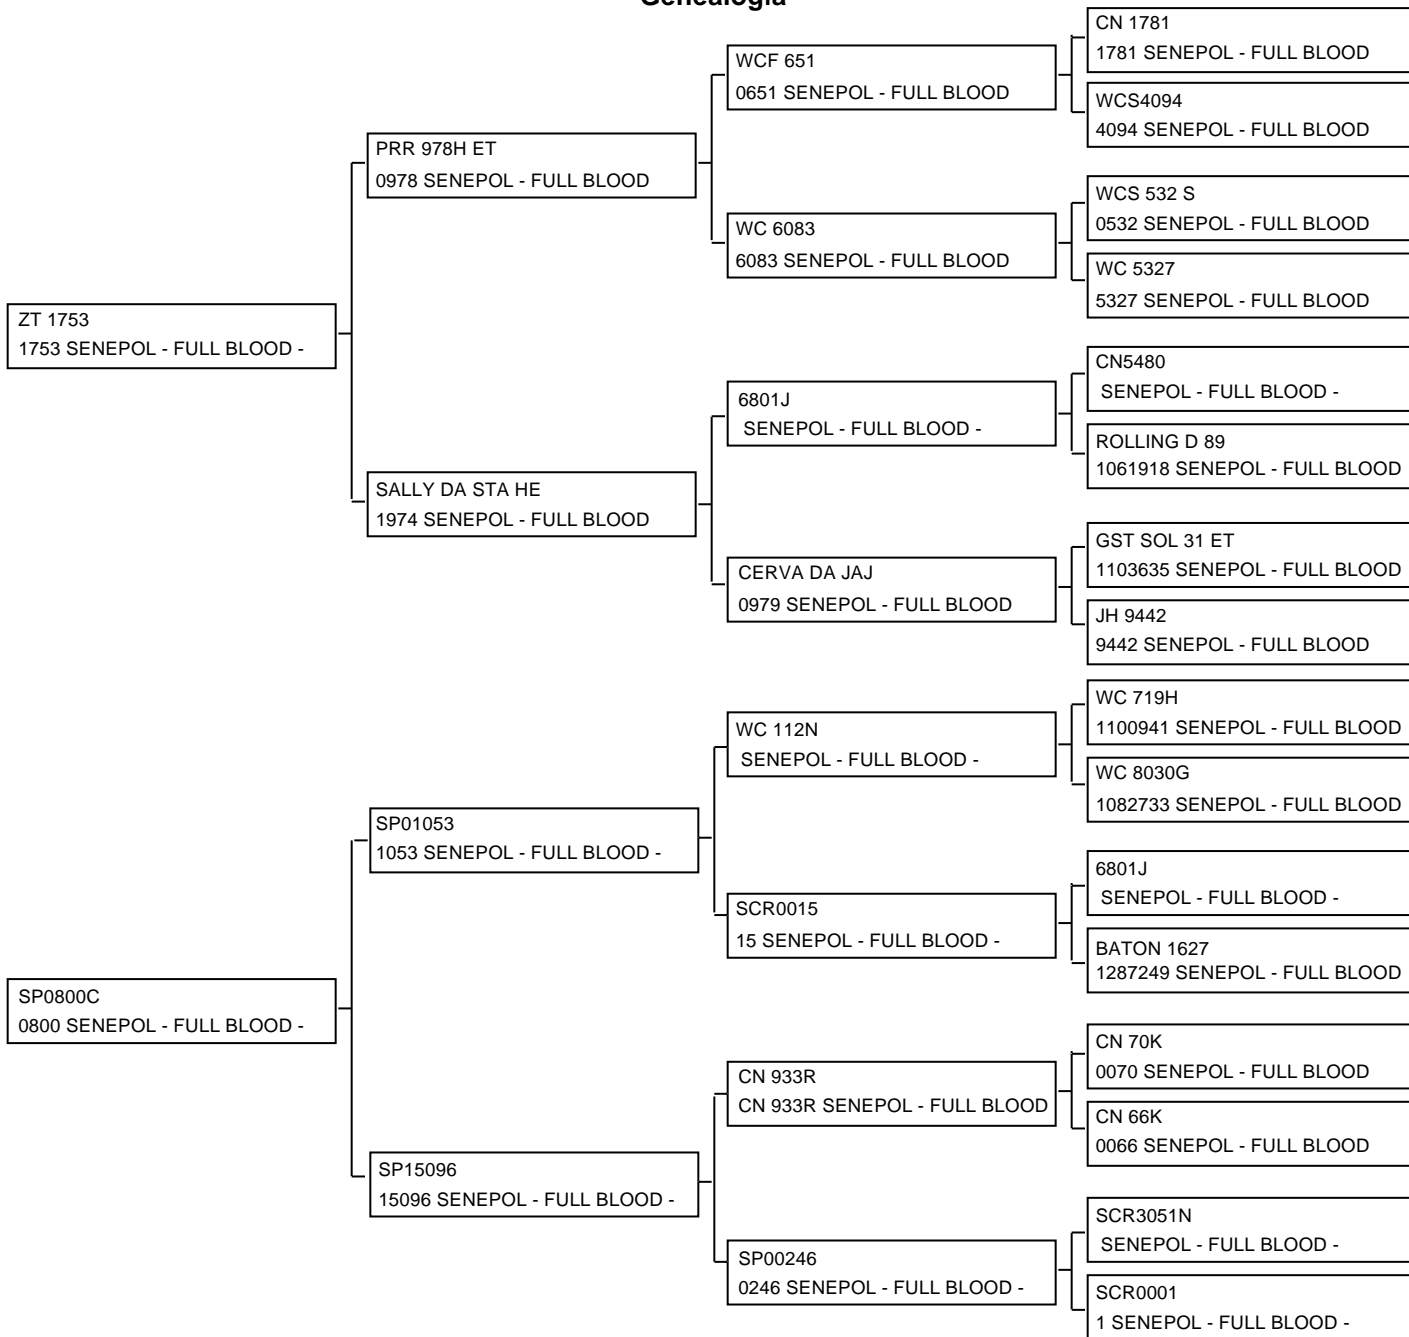 Genealogia
CN 1781
1781 SENEPOL - FULL BLOOD
WCF 651
0651 SENEPOL - FULL BLOOD
WCS4094
4094 SENEPOL - FULL BLOOD
PRR 978H ET
0978 SENEPOL - FULL BLOOD
WCS 532 S
0532 SENEPOL - FULL BLOOD
WC 6083
6083 SENEPOL - FULL BLOOD
WC 5327
5327 SENEPOL - FULL BLOOD
ZT 1753
1753 SENEPOL - FULL BLOOD -
CN5480
SENEPOL - FULL BLOOD -
6801J
SENEPOL - FULL BLOOD -
ROLLING D 89
1061918 SENEPOL - FULL BLOOD
SALLY DA STA HE
1974 SENEPOL - FULL BLOOD
GST SOL 31 ET
1103635 SENEPOL - FULL BLOOD
CERVA DA JAJ
0979 SENEPOL - FULL BLOOD
JH 9442
9442 SENEPOL - FULL BLOOD
WC 719H
1100941 SENEPOL - FULL BLOOD
WC 112N
SENEPOL - FULL BLOOD -
WC 8030G
1082733 SENEPOL - FULL BLOOD
SP01053
1053 SENEPOL - FULL BLOOD -
6801J
SENEPOL - FULL BLOOD -
SCR0015
15 SENEPOL - FULL BLOOD -
BATON 1627
1287249 SENEPOL - FULL BLOOD
SP0800C
0800 SENEPOL - FULL BLOOD -
CN 70K
0070 SENEPOL - FULL BLOOD
CN 933R
CN 933R SENEPOL - FULL BLOOD
CN 66K
0066 SENEPOL - FULL BLOOD
SP15096
15096 SENEPOL - FULL BLOOD -
SCR3051N
SENEPOL - FULL BLOOD -
SP00246
0246 SENEPOL - FULL BLOOD -
SCR0001
1 SENEPOL - FULL BLOOD -